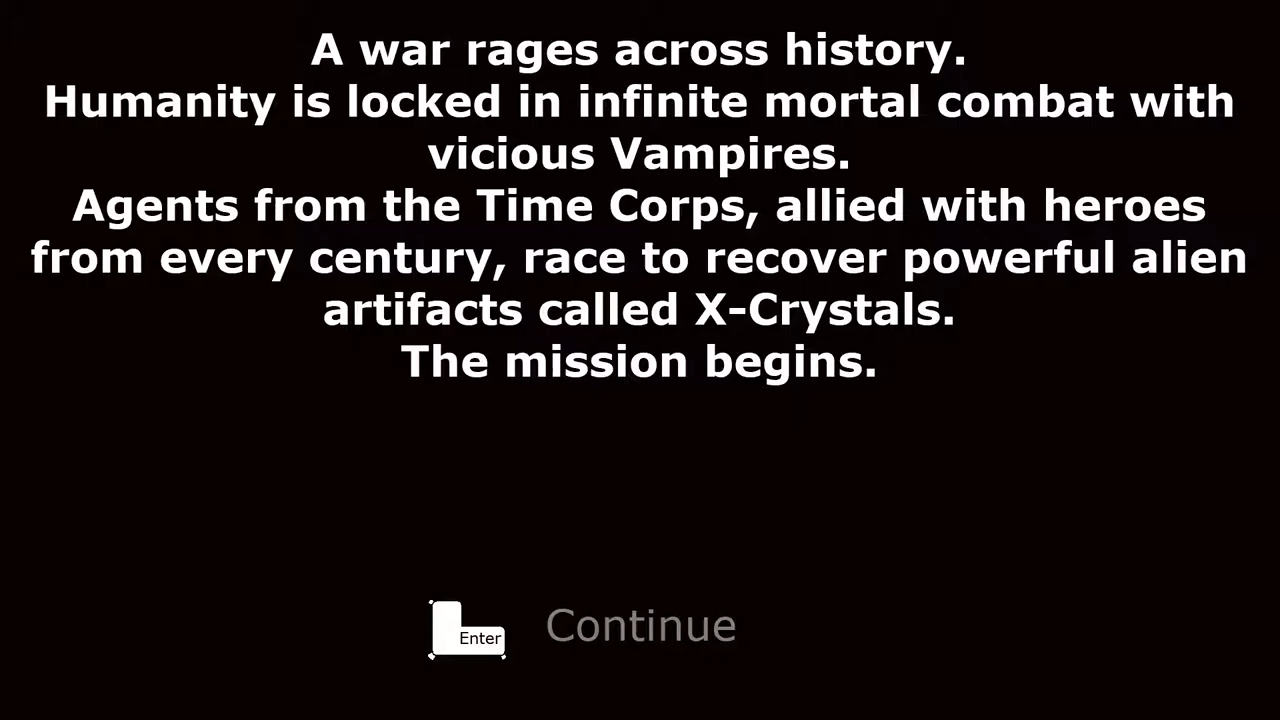 A war rages across history.
Humanity is locked in infinite mortal combat with
vicious Vampires.
Agents from the Time Corps, allied with heroes
from every century, race to recover powerful alien
artifacts called X-Crystals.
The mission begins.
Enter Continue